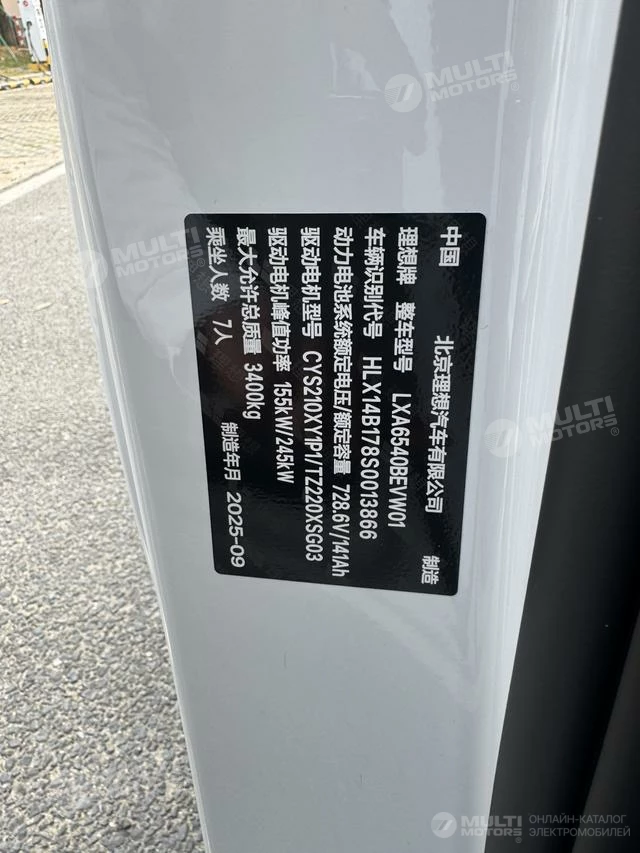 中国 北京理想汽车有限公司 制造
理想牌 整车型号 LXA6540BEVW01
车辆识别代号 HLX14B178S0013866
动力电池系统额定电压/额定容量 728.6V/141Ah
驱动电机型号 CYS210XY1P1/TZ220XSG03
驱动电机峰值功率 155kW/245kW
最大允许总质量 3400kg
乘坐人数 7人 制造年月 2025-09
MULTI MOTORS
MULTI MOTORS
MULTI MOTORS
MULTI MOTORS
MULTI MOTORS
ОНЛАЙН-КАТАЛОГ
ЭЛЕКТРОМОБИЛЕЙ